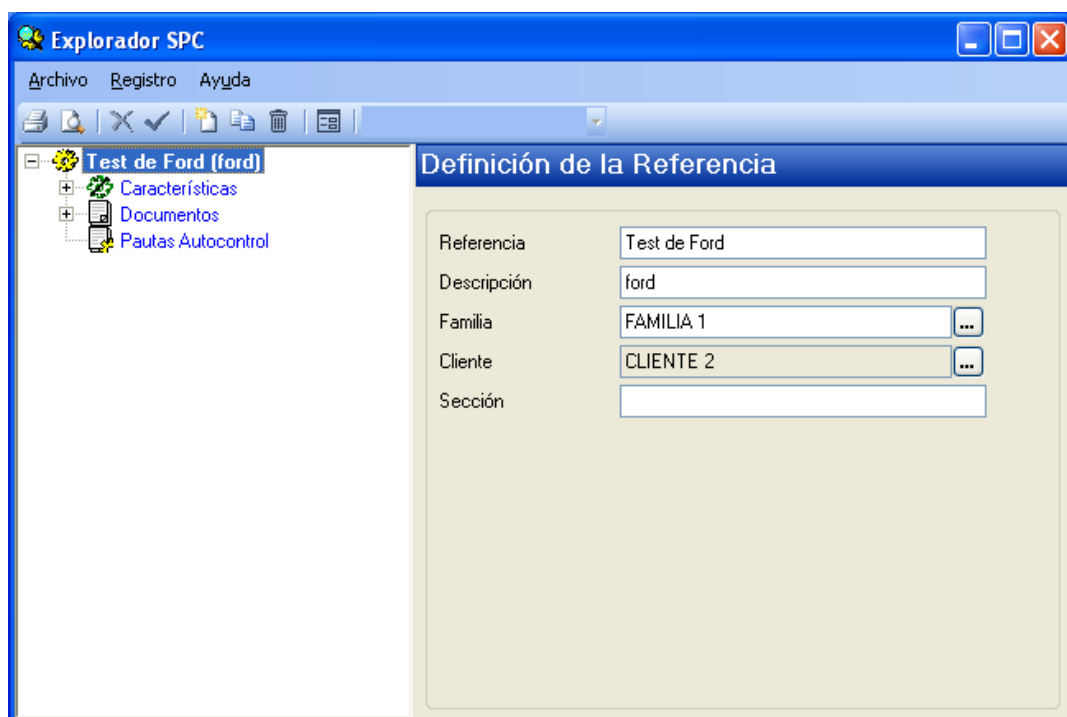 Explorador SPC
Archivo Registro Ayuda
Test de Ford (ford)
Características
Documentos
Pautas Autocontrol
Definición de la Referencia
Referencia Test de Ford
Descripción ford
Familia FAMILIA 1 ...
Cliente CLIENTE 2 ...
Sección